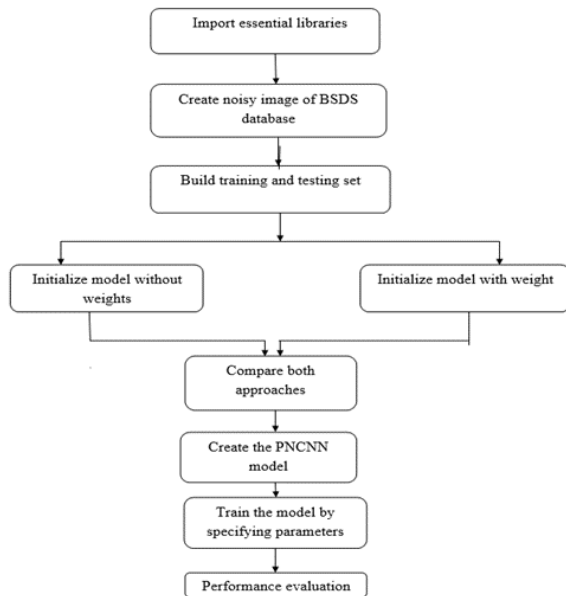 Import essential libraries
Create noisy image of BSDS
database
Build training and testing set
Initialize model without
weights
Initialize model with weight
Compare both
approaches
Create the PNCNN
model
Train the model by
specifying parameters
Performance evaluation